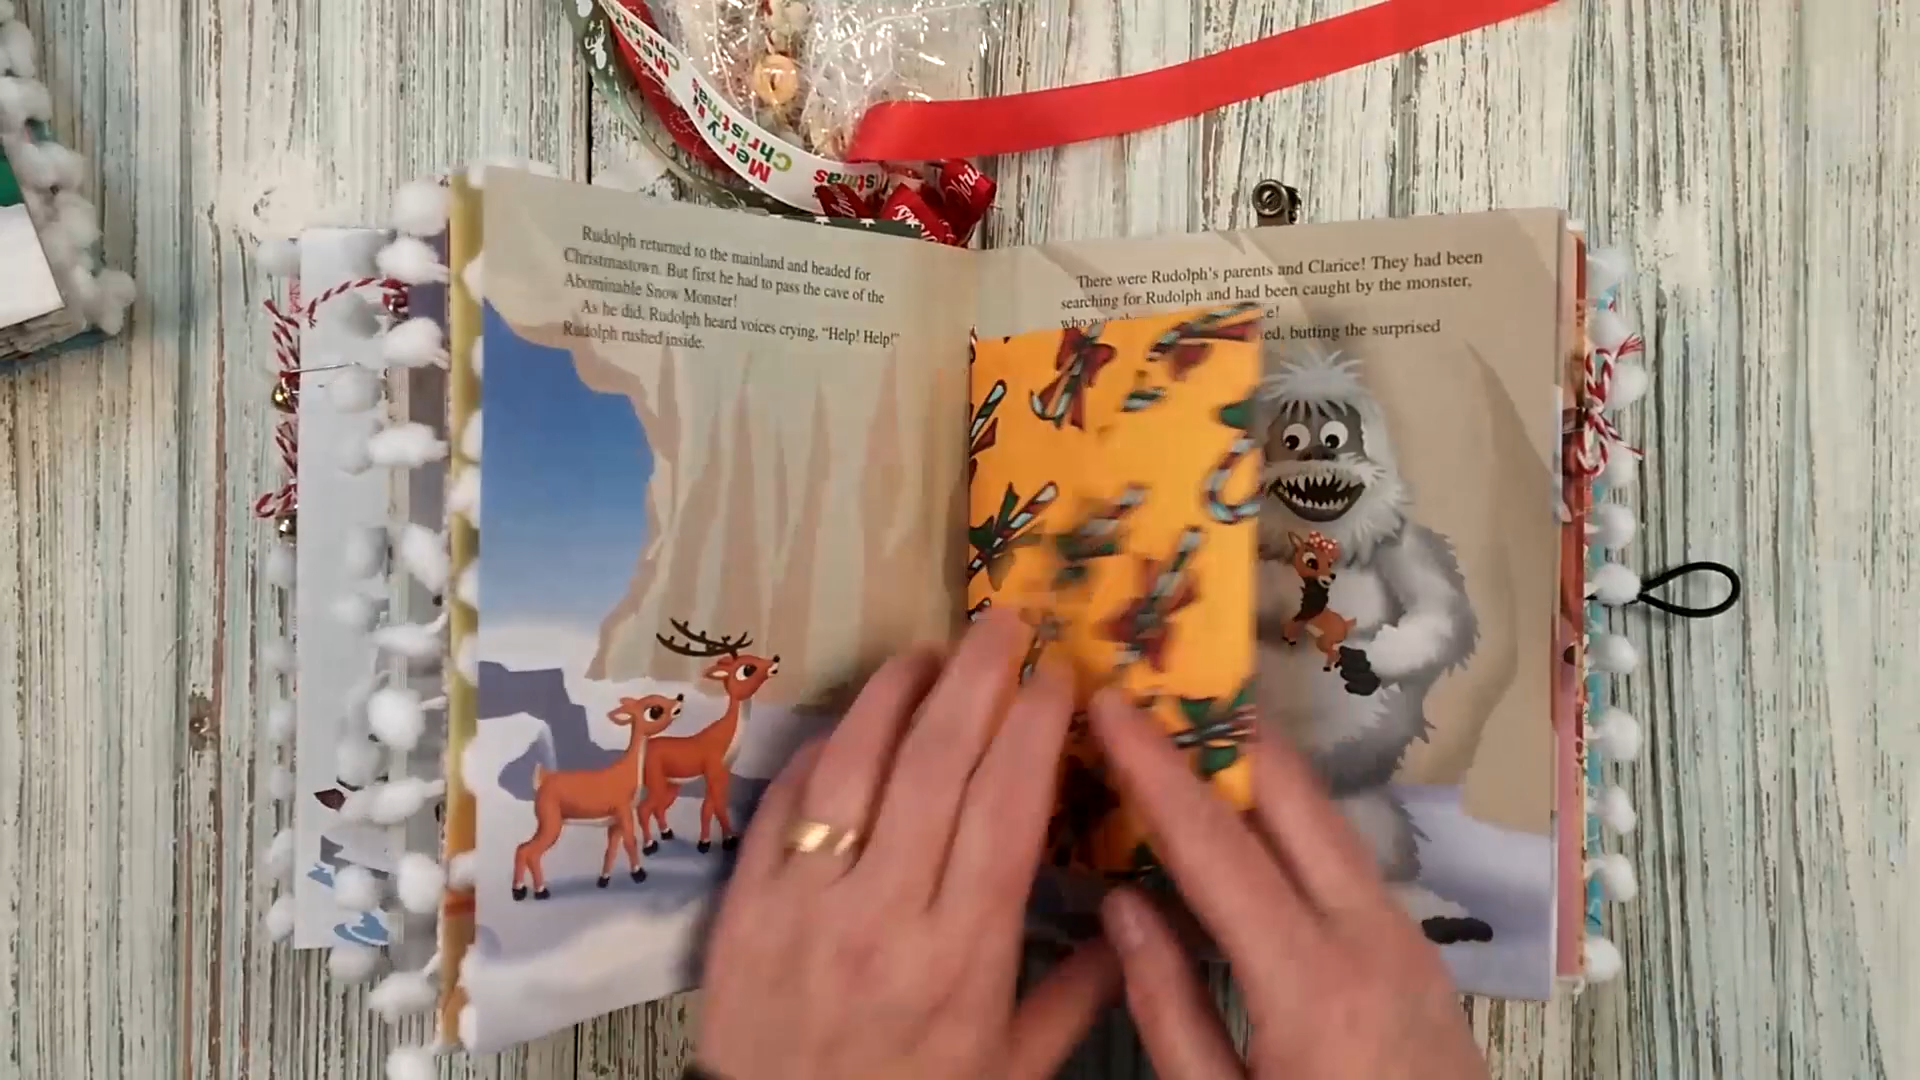 Merry
Christmas
Rudolph returned to the mainland and headed for
Christmastown. But first he had to pass the cave of the
Abominable Snow Monster!
As he did, Rudolph heard voices crying, “Help! Help!”
Rudolph rushed inside.
There were Rudolph's parents and Clarice! They had been
searching for Rudolph and had been caught by the monster,
who
butting the surprised